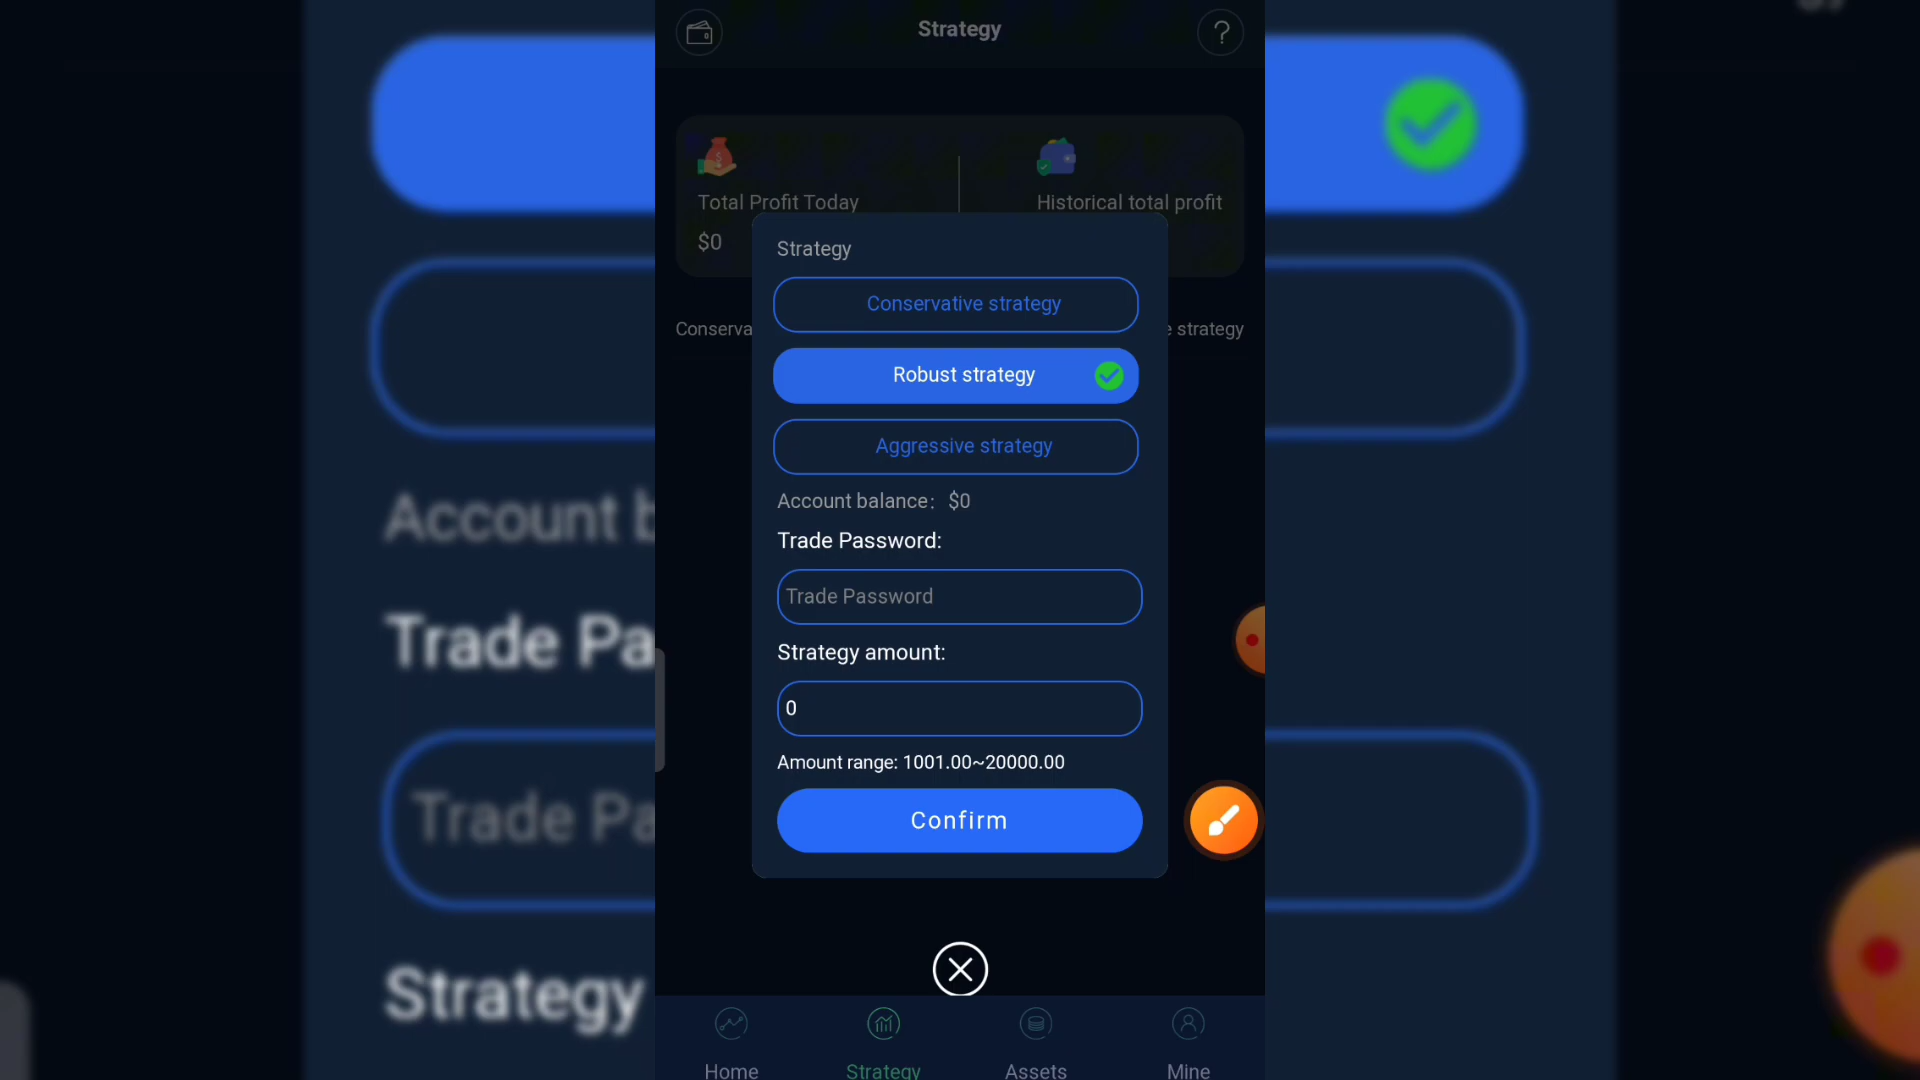 Strategy
?
Total Profit Today
Historical total profit
$0
Strategy
Conservative strategy
Conserva
e strategy
Robust strategy
Aggressive strategy
Account balance: $0
Trade Password:
Trade Password
Strategy amount:
0
Amount range: 1001.00~20000.00
Confirm
Home
Strategy
Assets
Mine
Account b
Trade Pa
Trade Pa
Strategy